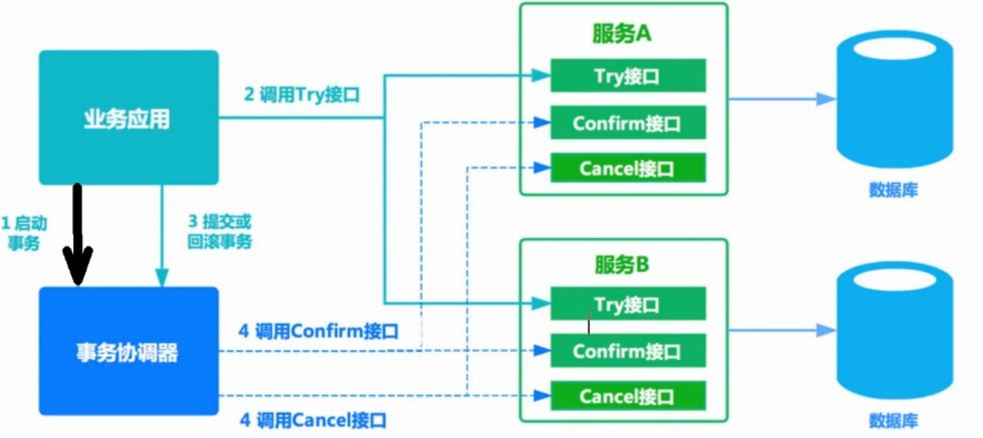 服务A
Try接口
Confirm接口
Cancel接口
数据库
业务应用
2 调用Try接口
1 启动
事务
3 提交或
回滚事务
服务B
Try接口
Confirm接口
Cancel接口
数据库
事务协调器
4 调用Confirm接口
4 调用Cancel接口